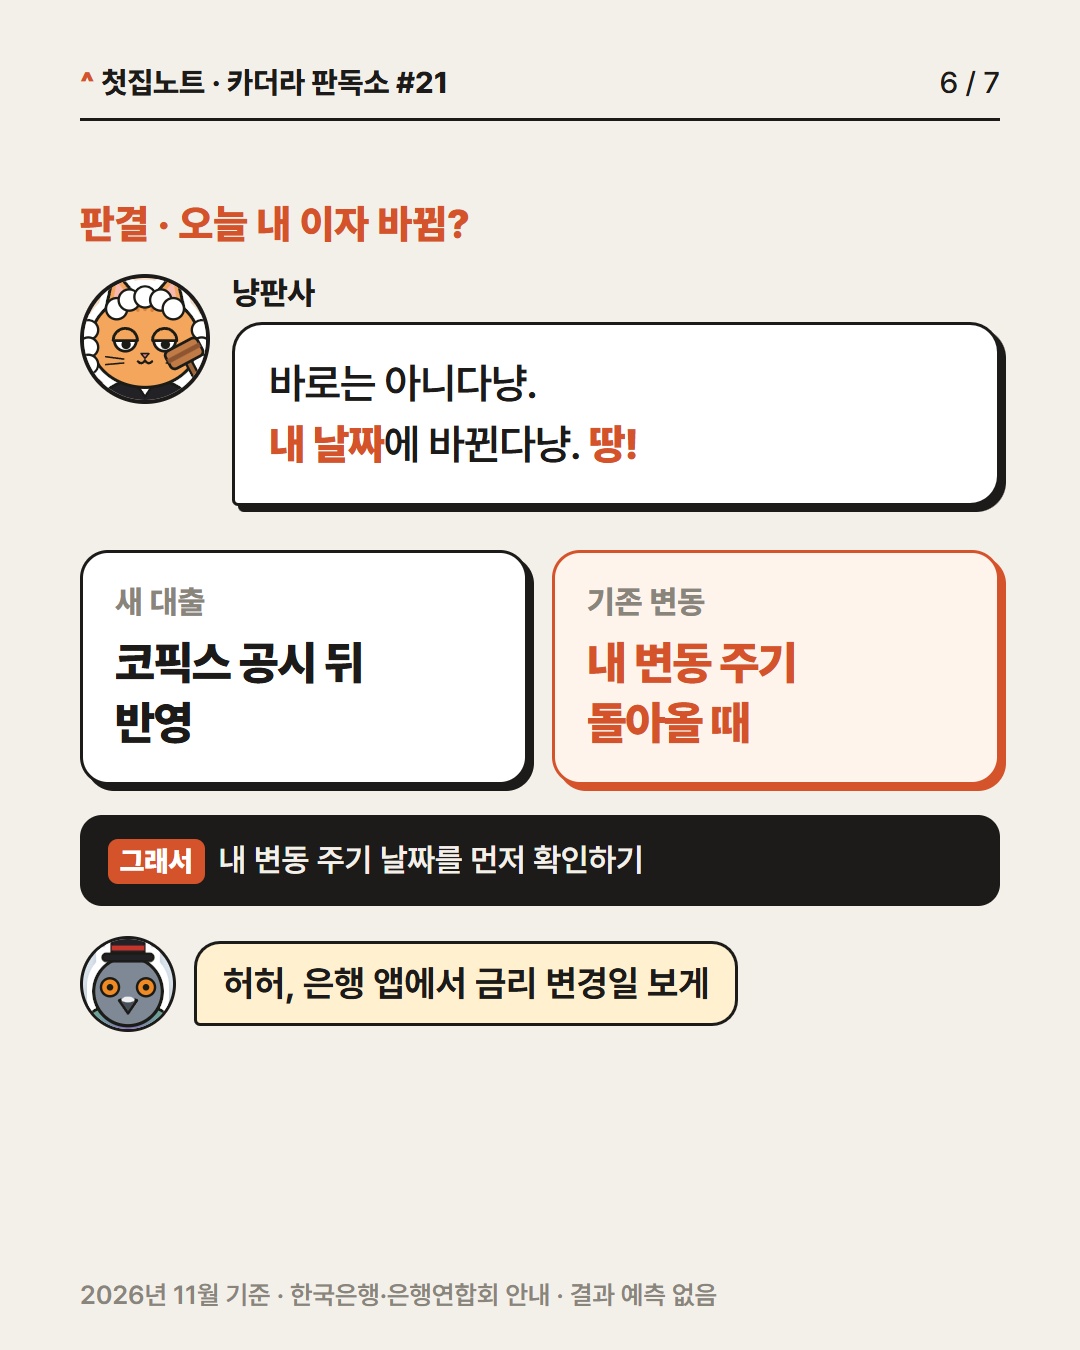 ^ 첫집노트 · 카더라 판독소 #21
6 / 7
판결 · 오늘 내 이자 바뀜?
냥판사
바로는 아니다냥.
내 날짜에 바뀐다냥. 땅!
새 대출
코픽스 공시 뒤
반영
기존 변동
내 변동 주기
돌아올 때
그래서 내 변동 주기 날짜를 먼저 확인하기
허허, 은행 앱에서 금리 변경일 보게
2026년 11월 기준 · 한국은행·은행연합회 안내 · 결과 예측 없음